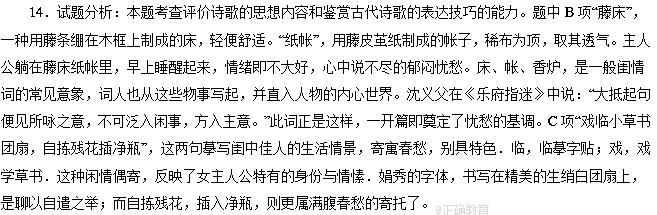 14．试题分析：本题考查评价诗歌的思想内容和鉴赏古代诗歌的表达技巧的能力。题中 B 项“藤床”，
一种用藤条绷在木框上制成的床，轻便舒适。“纸帐”，用藤皮茧纸制成的帐子，稀布为顶，取其透气。主人
公躺在藤床纸帐里，早上睡醒起来，情绪即不大好，心中说不尽的郁闷忧愁。床、帐、香炉，是一般闺情
词的常见意象，词人也从这些物事写起，并直入人物的内心世界。沈义父在《乐府指迷》中说：“大抵起句
便见所咏之意，不可泛入闲事，方入主意。”此词正是这样，一开篇即奠定了忧愁的基调。C 项“戏临小草书
团扇，自拣残花插净瓶”，这两句摹写闺中佳人的生活情景，寄寓春愁，别具特色．临，临摹字贴；戏，戏
学草书．这种闲情偶寄，反映了女主人公特有的身份与情愫．娟秀的字体，书写在精美的生绡白团扇上，
是聊以自遣之举；而自拣残花，插入净瓶，则更属满腹春愁的寄托了。
@正确教育